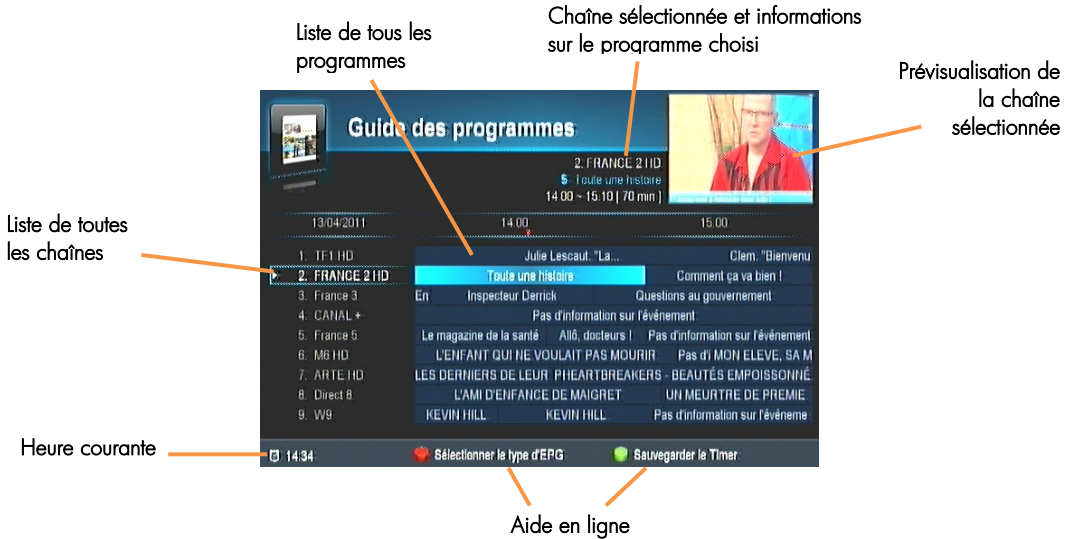 Chaîne sélectionnée et informations
sur le programme choisi
Liste de tous les
programmes
Prévisualisation de
la chaîne
sélectionnée
Guide des programmes
2. FRANCE 2 HD
S Toute une histoire
14:00 ~ 15:10 [ 70 min ]
Liste de toutes
les chaînes
13/04/2011 14:00 15:00
1. TF1 HD Julie Lescaut. "La... Clem. "Bienvenu
2. FRANCE 2 HD Toute une histoire Comment ça va bien !
3. France 3 En Inspecteur Derrick Questions au gouvernement
4. CANAL + Pas d'information sur l'événement
5. France 5 Le magazine de la santé Allô, docteurs ! Pas d'information sur l'événement
6. M6 HD L'ENFANT QUI NE VOULAIT PAS MOURIR Pas d'i MON ELEVE, SA M
7. ARTE HD LES DERNIERS DE LEUR PHEARTBREAKERS - BEAUTÉS EMPOISONNÉ
8. Direct 8 L'AMI D'ENFANCE DE MAIGRET UN MEURTRE DE PREMIE
9. W9 KEVIN HILL KEVIN HILL Pas d'information sur l'événeme
Heure courante
14:34 Sélectionner le type d'EPG Sauvegarder le Timer
Aide en ligne